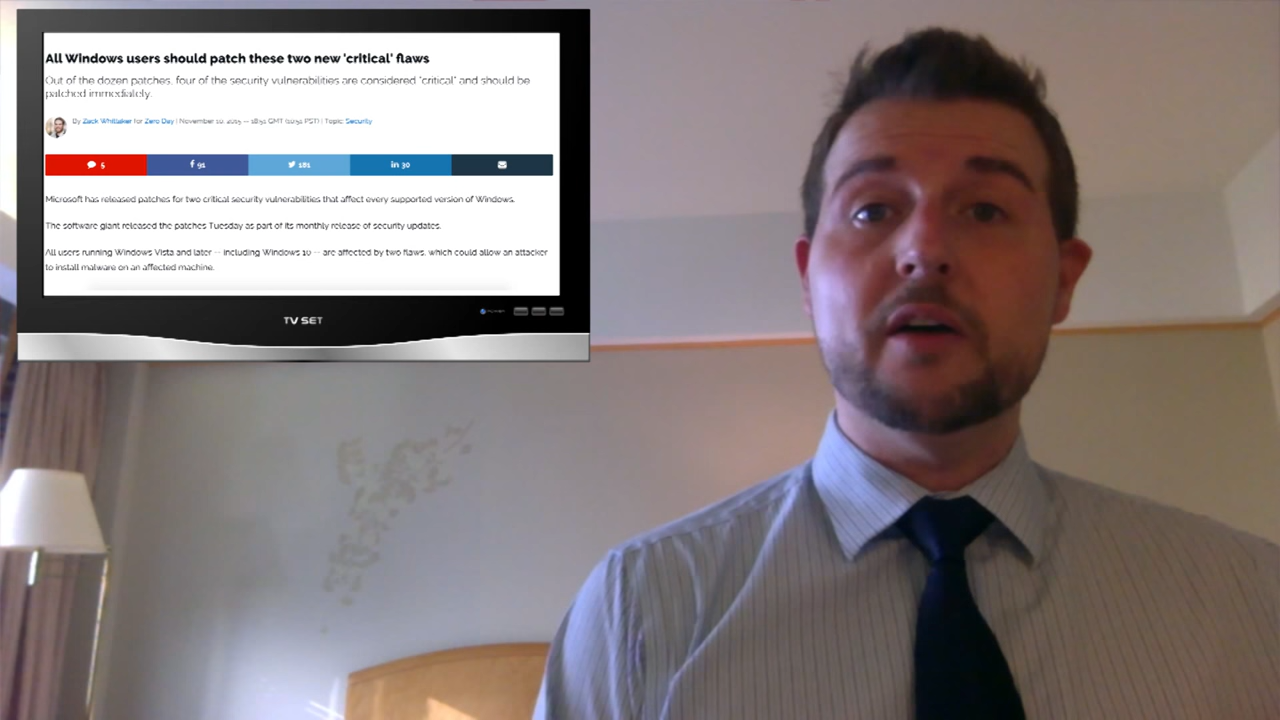 All Windows users should patch these two new 'critical' flaws
Out of the dozen patches, four of the security vulnerabilities are considered "critical" and should be
patched immediately.
By Zack Whittaker for Zero Day | November 10, 2015 -- 18:51 GMT (10:51 PST) | Topic: Security
5
91
181
in 30
Microsoft has released patches for two critical security vulnerabilities that affect every supported version of Windows.
The software giant released the patches Tuesday as part of its monthly release of security updates.
All users running Windows Vista and later -- including Windows 10 -- are affected by two flaws, which could allow an attacker
to install malware on an affected machine.
TV SET